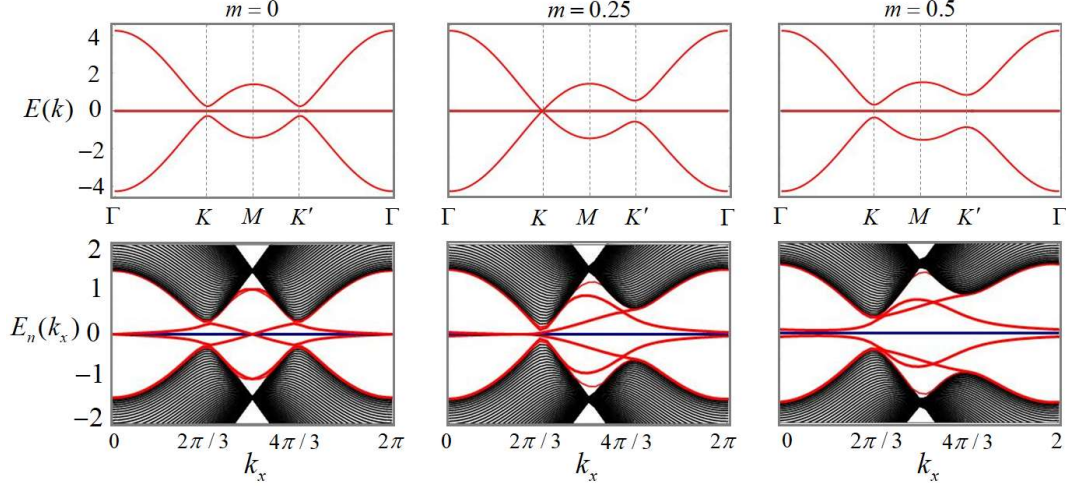 m = 0
m = 0.25
m = 0.5
E(k)
4
2
0
−2
−4
Γ K M K′ Γ
Γ K M K′ Γ
Γ K M K′ Γ
E_n(k_x)
2
1
0
−1
−2
0 2π/3 4π/3 2π
0 2π/3 4π/3 2π
0 2π/3 4π/3 2
k_x
k_x
k_x